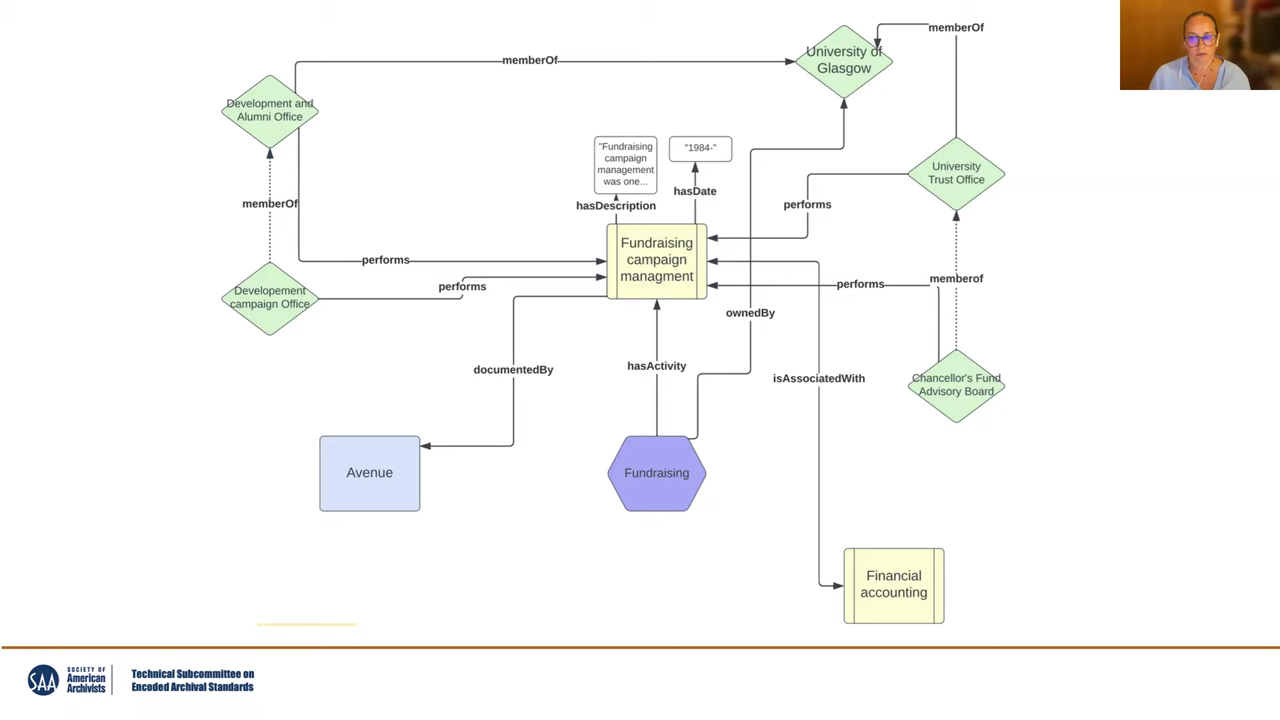 memberOf
University of
Glasgow
memberOf
Development and
Alumni Office
"Fundraising
campaign
management
was one...
"1984-"
University
Trust Office
hasDate
memberOf
hasDescription
performs
Fundraising
campaign
managment
performs
memberof
performs
performs
Developement
campaign Office
ownedBy
documentedBy
hasActivity
isAssociatedWith
Chancellor's Fund
Advisory Board
Avenue
Fundraising
Financial
accounting
SAA
SOCIETY OF
American
Archivists
Technical Subcommittee on
Encoded Archival Standards